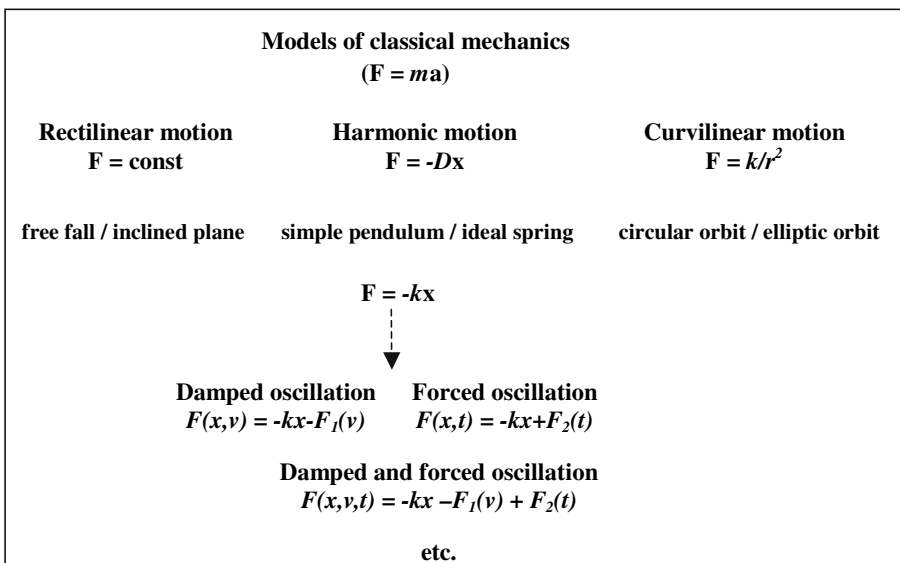 Models of classical mechanics
(F = ma)
Rectilinear motion Harmonic motion Curvilinear motion
F = const F = -Dx F = k/r²
free fall / inclined plane simple pendulum / ideal spring circular orbit / elliptic orbit
F = -kx
Damped oscillation Forced oscillation
F(x,v) = -kx-F₁(v) F(x,t) = -kx+F₂(t)
Damped and forced oscillation
F(x,v,t) = -kx –F₁(v) + F₂(t)
etc.